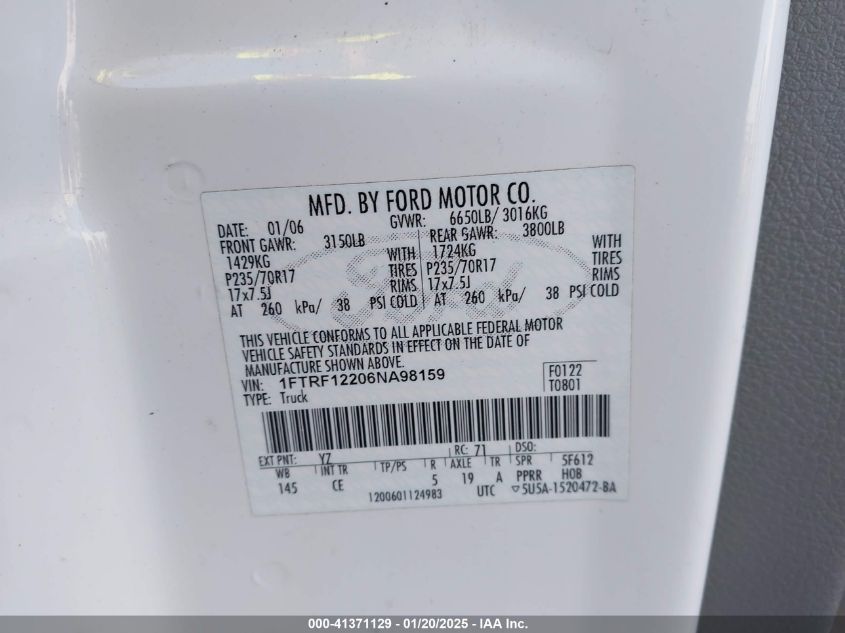 MFD. BY FORD MOTOR CO.
DATE: 01/06 GVWR: 6650LB/ 3016KG
FRONT GAWR: 3150LB REAR GAWR: 3800LB
1429KG WITH 1724KG WITH
P235/70R17 TIRES P235/70R17 TIRES
17x7.5J RIMS 17x7.5J RIMS
AT 260 kPa/ 38 PSI COLD AT 260 kPa/ 38 PSI COLD
Ford
THIS VEHICLE CONFORMS TO ALL APPLICABLE FEDERAL MOTOR
VEHICLE SAFETY STANDARDS IN EFFECT ON THE DATE OF
MANUFACTURE SHOWN ABOVE.
VIN: 1FTRF12206NA98159 F0122
TYPE: Truck T0801
EXT PNT: YZ RC: 71 DSO:
WB INT TR TP/PS R AXLE TR SPR 5F612
145 CE 5 19 A PPRR H0B
1200601124983 UTC ▽5U5A-1520472-BA
000-41371129 - 01/20/2025 - IAA Inc.